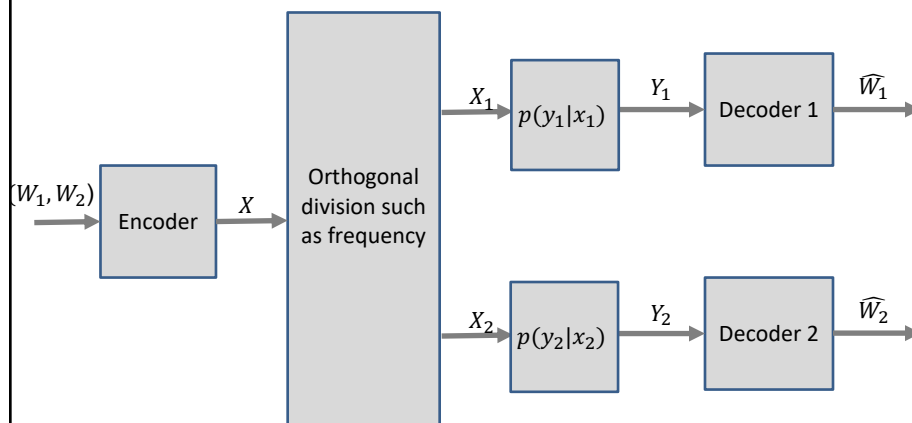 (W₁, W₂)
Encoder
X
Orthogonal
division such
as frequency
X₁
p(y₁|x₁)
Y₁
Decoder 1
Ŵ₁
X₂
p(y₂|x₂)
Y₂
Decoder 2
Ŵ₂